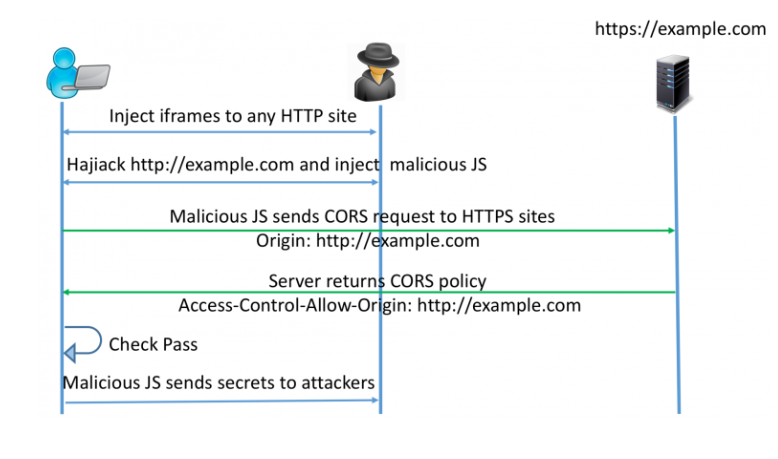 https://example.com
Inject iframes to any HTTP site
Hajiack http://example.com and inject malicious JS
Malicious JS sends CORS request to HTTPS sites
Origin: http://example.com
Server returns CORS policy
Access-Control-Allow-Origin: http://example.com
Check Pass
Malicious JS sends secrets to attackers